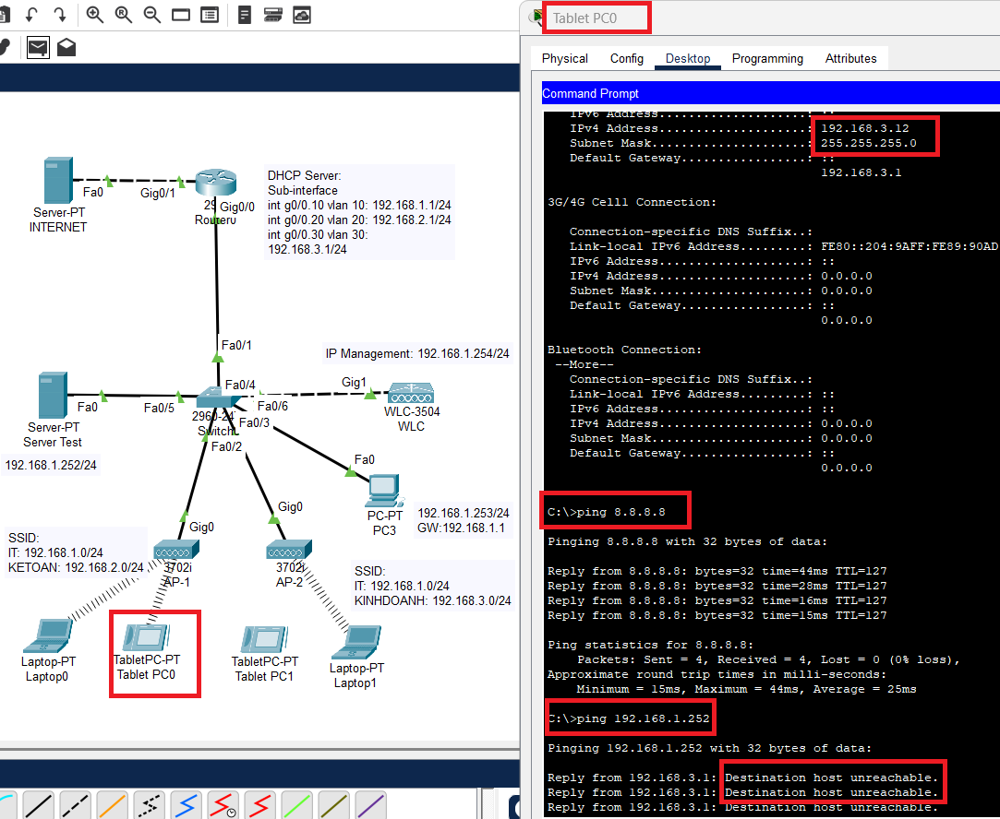 Tablet PC0
Physical
Config
Desktop
Programming
Attributes
Command Prompt
IPv6 Address....................: ::
IPv4 Address....................: 192.168.3.12
Subnet Mask.....................: 255.255.255.0
Default Gateway.................: ::
192.168.3.1
3G/4G Celll Connection:
Connection-specific DNS Suffix..:
Link-local IPv6 Address.........: FE80::204:9AFF:FE89:90AD
IPv6 Address....................: ::
IPv4 Address....................: 0.0.0.0
Subnet Mask.....................: 0.0.0.0
Default Gateway.................: ::
0.0.0.0
Bluetooth Connection:
--More--
Connection-specific DNS Suffix..:
Link-local IPv6 Address.........: ::
IPv6 Address....................: ::
IPv4 Address....................: 0.0.0.0
Subnet Mask.....................: 0.0.0.0
Default Gateway.................: ::
0.0.0.0
C:\>ping 8.8.8.8
Pinging 8.8.8.8 with 32 bytes of data:
Reply from 8.8.8.8: bytes=32 time=44ms TTL=127
Reply from 8.8.8.8: bytes=32 time=28ms TTL=127
Reply from 8.8.8.8: bytes=32 time=16ms TTL=127
Reply from 8.8.8.8: bytes=32 time=15ms TTL=127
Ping statistics for 8.8.8.8:
Packets: Sent = 4, Received = 4, Lost = 0 (0% loss),
Approximate round trip times in milli-seconds:
Minimum = 15ms, Maximum = 44ms, Average = 25ms
C:\>ping 192.168.1.252
Pinging 192.168.1.252 with 32 bytes of data:
Reply from 192.168.3.1: Destination host unreachable.
Reply from 192.168.3.1: Destination host unreachable.
Reply from 192.168.3.1: Destination host unreachable.
Fa0
Gig0/1
Server-PT
INTERNET
29
Gig0/0
Router0
DHCP Server:
Sub-interface
int g0/0.10 vlan 10: 192.168.1.1/24
int g0/0.20 vlan 20: 192.168.2.1/24
int g0/0.30 vlan 30:
192.168.3.1/24
Fa0/1
IP Management: 192.168.1.254/24
Fa0/4
Gig1
Fa0
Fa0/5
Fa0/6
WLC-3504
WLC
2960-24
Switch
Fa0/3
Fa0/2
Server-PT
Server Test
192.168.1.252/24
Fa0
PC-PT
PC3
192.168.1.253/24
GW:192.168.1.1
Gig0
Gig0
SSID:
IT: 192.168.1.0/24
KETOAN: 192.168.2.0/24
3702i
AP-1
3702i
AP-2
SSID:
IT: 192.168.1.0/24
KINHDOANH: 192.168.3.0/24
Laptop-PT
Laptop0
TabletPC-PT
Tablet PC0
TabletPC-PT
Tablet PC1
Laptop-PT
Laptop1